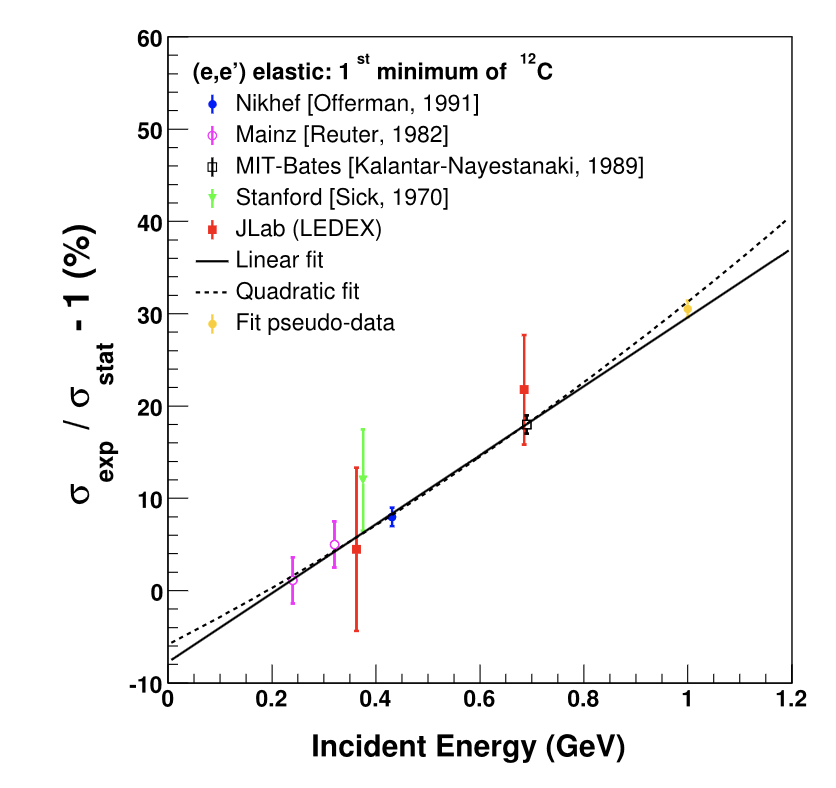 60
50
40
30
20
10
0
-10
(e,e') elastic: 1 st minimum of 12C
Nikhef [Offerman, 1991]
Mainz [Reuter, 1982]
MIT-Bates [Kalantar-Nayestanaki, 1989]
Stanford [Sick, 1970]
JLab (LEDEX)
Linear fit
Quadratic fit
Fit pseudo-data
σexp / σstat - 1 (%)
0 0.2 0.4 0.6 0.8 1 1.2
Incident Energy (GeV)